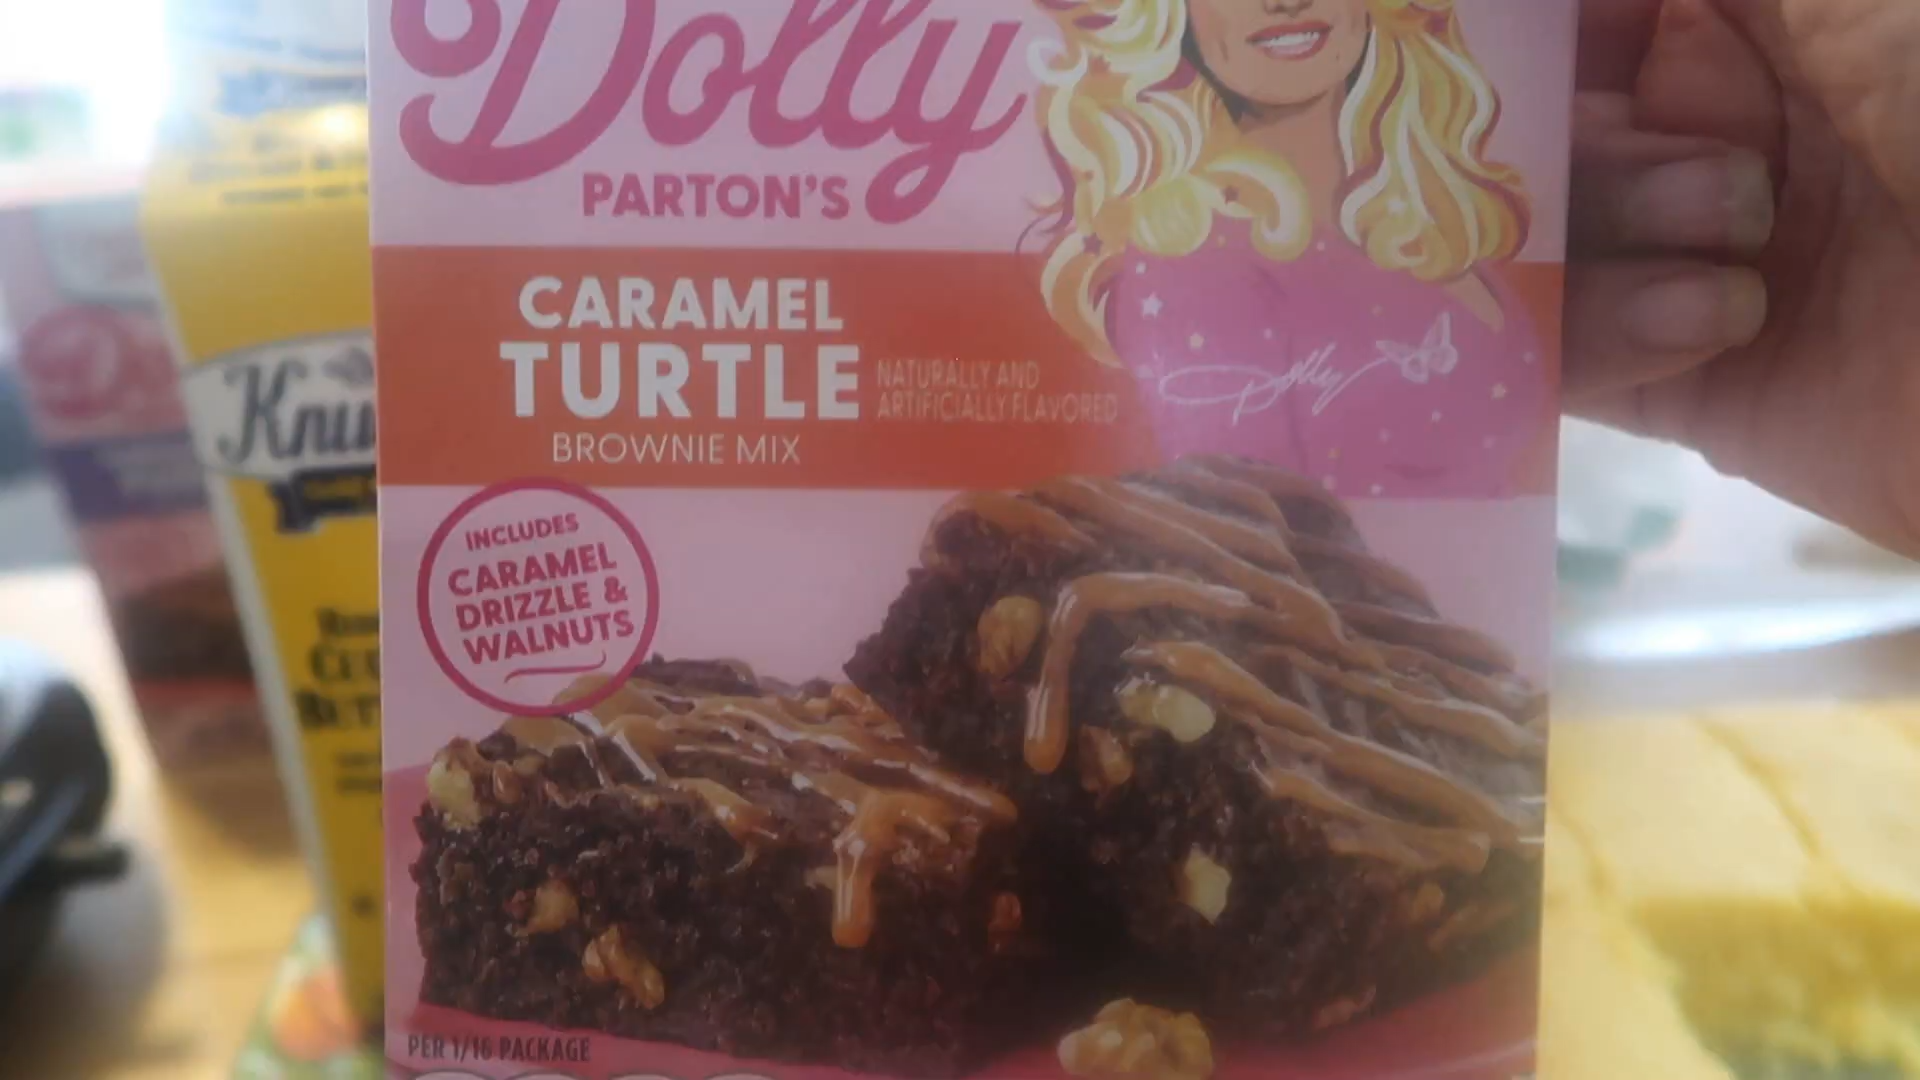 Dolly
PARTON'S
CARAMEL
TURTLE
NATURALLY AND
ARTIFICIALLY FLAVORED
BROWNIE MIX
Dolly
INCLUDES
CARAMEL
DRIZZLE &
WALNUTS
PER 1/16 PACKAGE
Knu